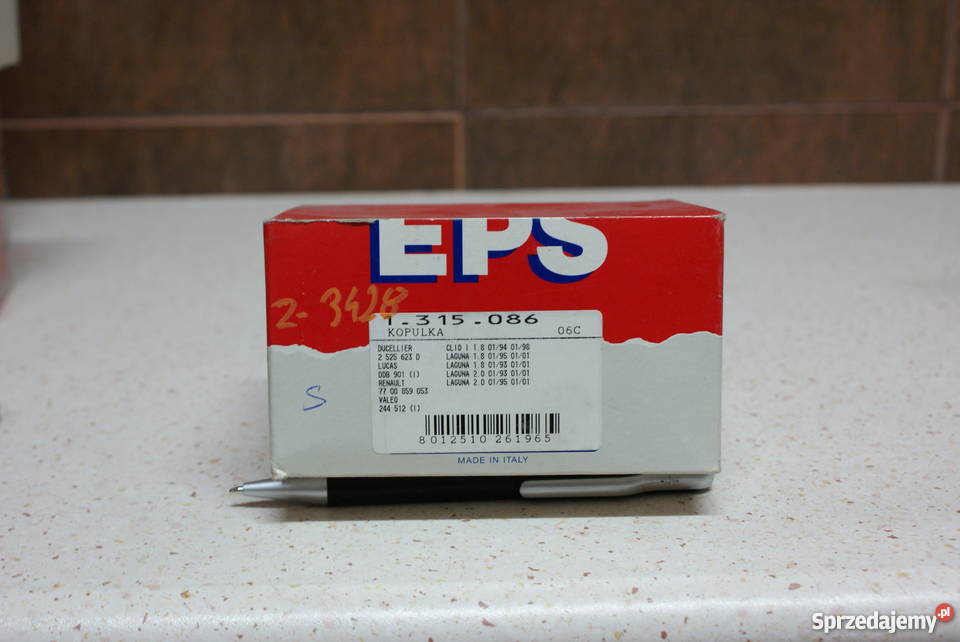 EPS
2-3428
1.315.086
KOPULKA 06C
DUCELLIER CLIO I 1.8 01/94 01/98
2 525 623 D LAGUNA 1.8 01/95 01/01
LUCAS LAGUNA 1.8 01/93 01/01
DDB 901 (I) LAGUNA 2.0 01/93 01/01
RENAULT LAGUNA 2.0 01/95 01/01
77 00 859 053
VALEO
244 512 (I)
S
8012510 261965
MADE IN ITALY
Sprzedajemy.pl